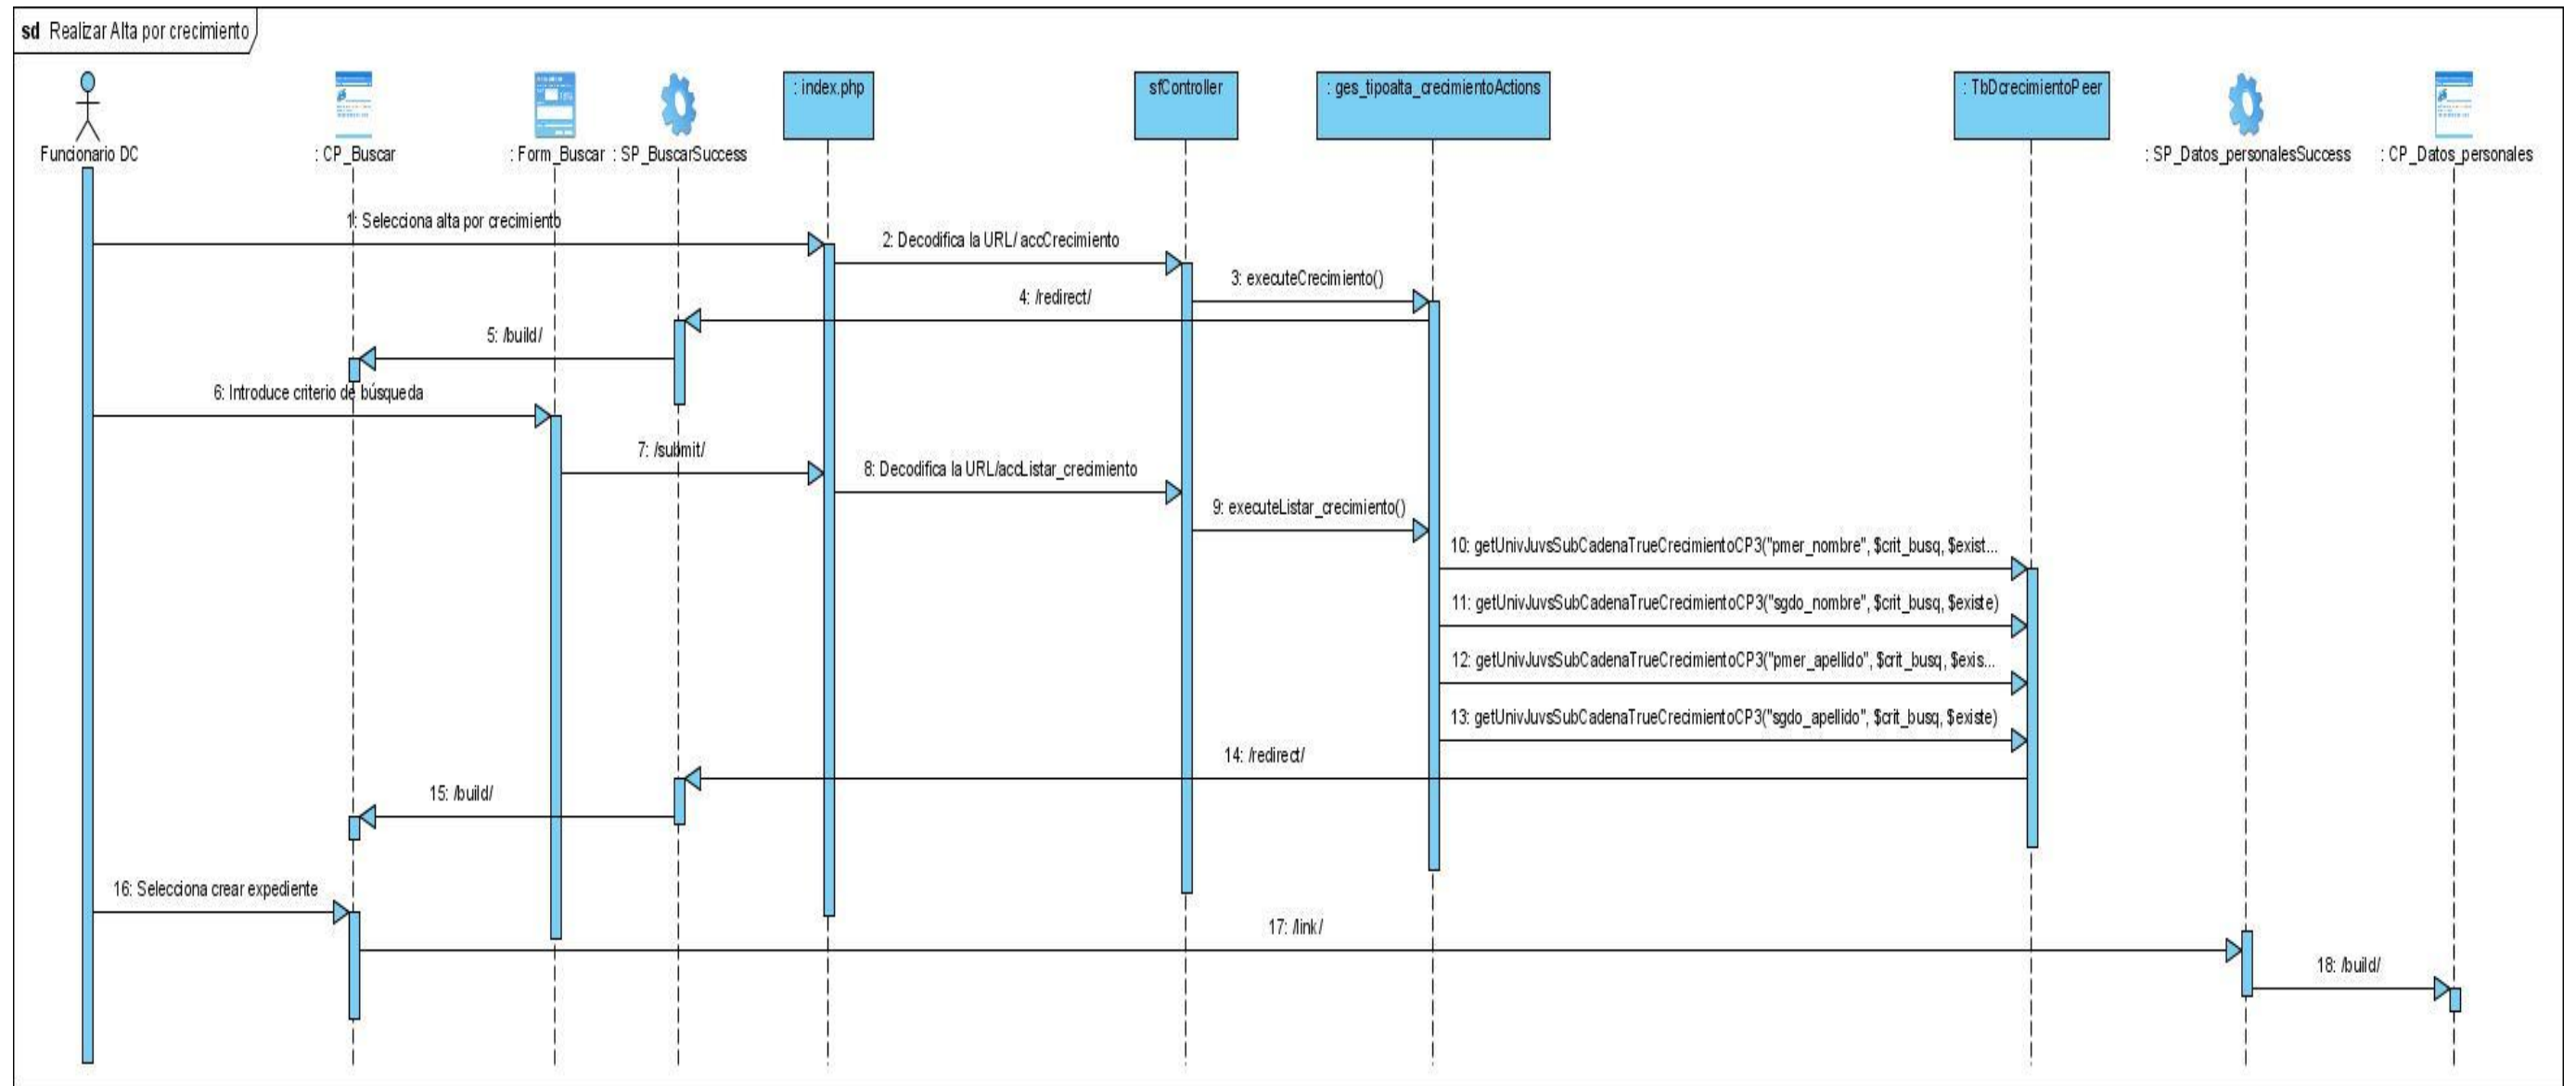 sd Realizar Alta por crecimiento
Funcionario DC
: CP_Buscar
: Form_Buscar
: SP_BuscarSuccess
: index.php
sfController
: ges_tipoalta_crecimientoActions
: TbDcrecimientoPeer
: SP_Datos_personalesSuccess
: CP_Datos_personales
1: Selecciona alta por crecimiento
2: Decodifica la URL/ accCrecimiento
3: executeCrecimiento()
4: /redirect/
5: /build/
6: Introduce criterio de búsqueda
7: /submit/
8: Decodifica la URL/accListar_crecimiento
9: executeListar_crecimiento()
10: getUnivJuvsSubCadenaTrueCrecimientoCP3("pmer_nombre", $crit_busq, $exist...
11: getUnivJuvsSubCadenaTrueCrecimientoCP3("sgdo_nombre", $crit_busq, $existe)
12: getUnivJuvsSubCadenaTrueCrecimientoCP3("pmer_apellido", $crit_busq, $exis...
13: getUnivJuvsSubCadenaTrueCrecimientoCP3("sgdo_apellido", $crit_busq, $existe)
14: /redirect/
15: /build/
16: Selecciona crear expediente
17: /link/
18: /build/